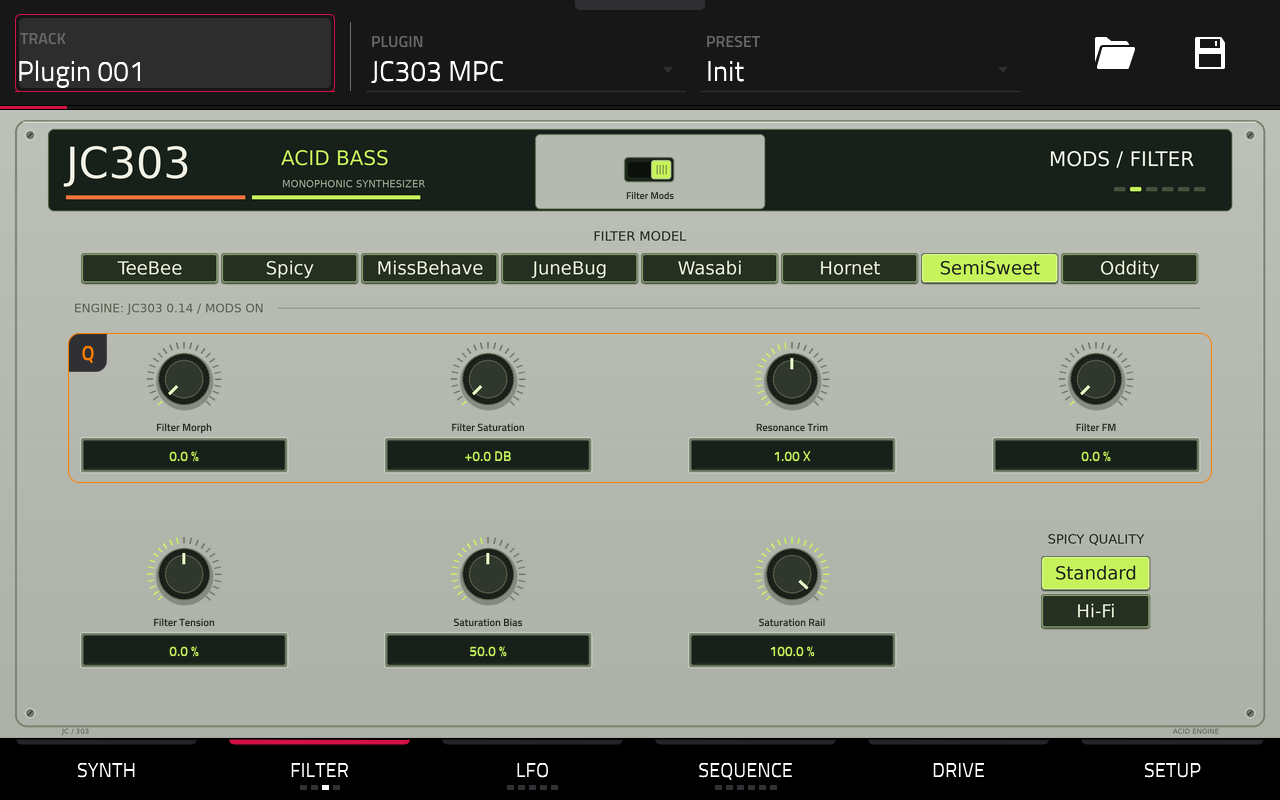 TRACK
Plugin 001
PLUGIN
JC303 MPC
PRESET
Init
JC303
ACID BASS
MONOPHONIC SYNTHESIZER
Filter Mods
MODS / FILTER
FILTER MODEL
TeeBee
Spicy
MissBehave
JuneBug
Wasabi
Hornet
SemiSweet
Oddity
ENGINE: JC303 0.14 / MODS ON
Q
Filter Morph
Filter Saturation
Resonance Trim
Filter FM
0.0 %
+0.0 DB
1.00 X
0.0 %
Filter Tension
Saturation Bias
Saturation Rail
0.0 %
50.0 %
100.0 %
SPICY QUALITY
Standard
Hi-Fi
JC / 303
ACID ENGINE
SYNTH
FILTER
LFO
SEQUENCE
DRIVE
SETUP